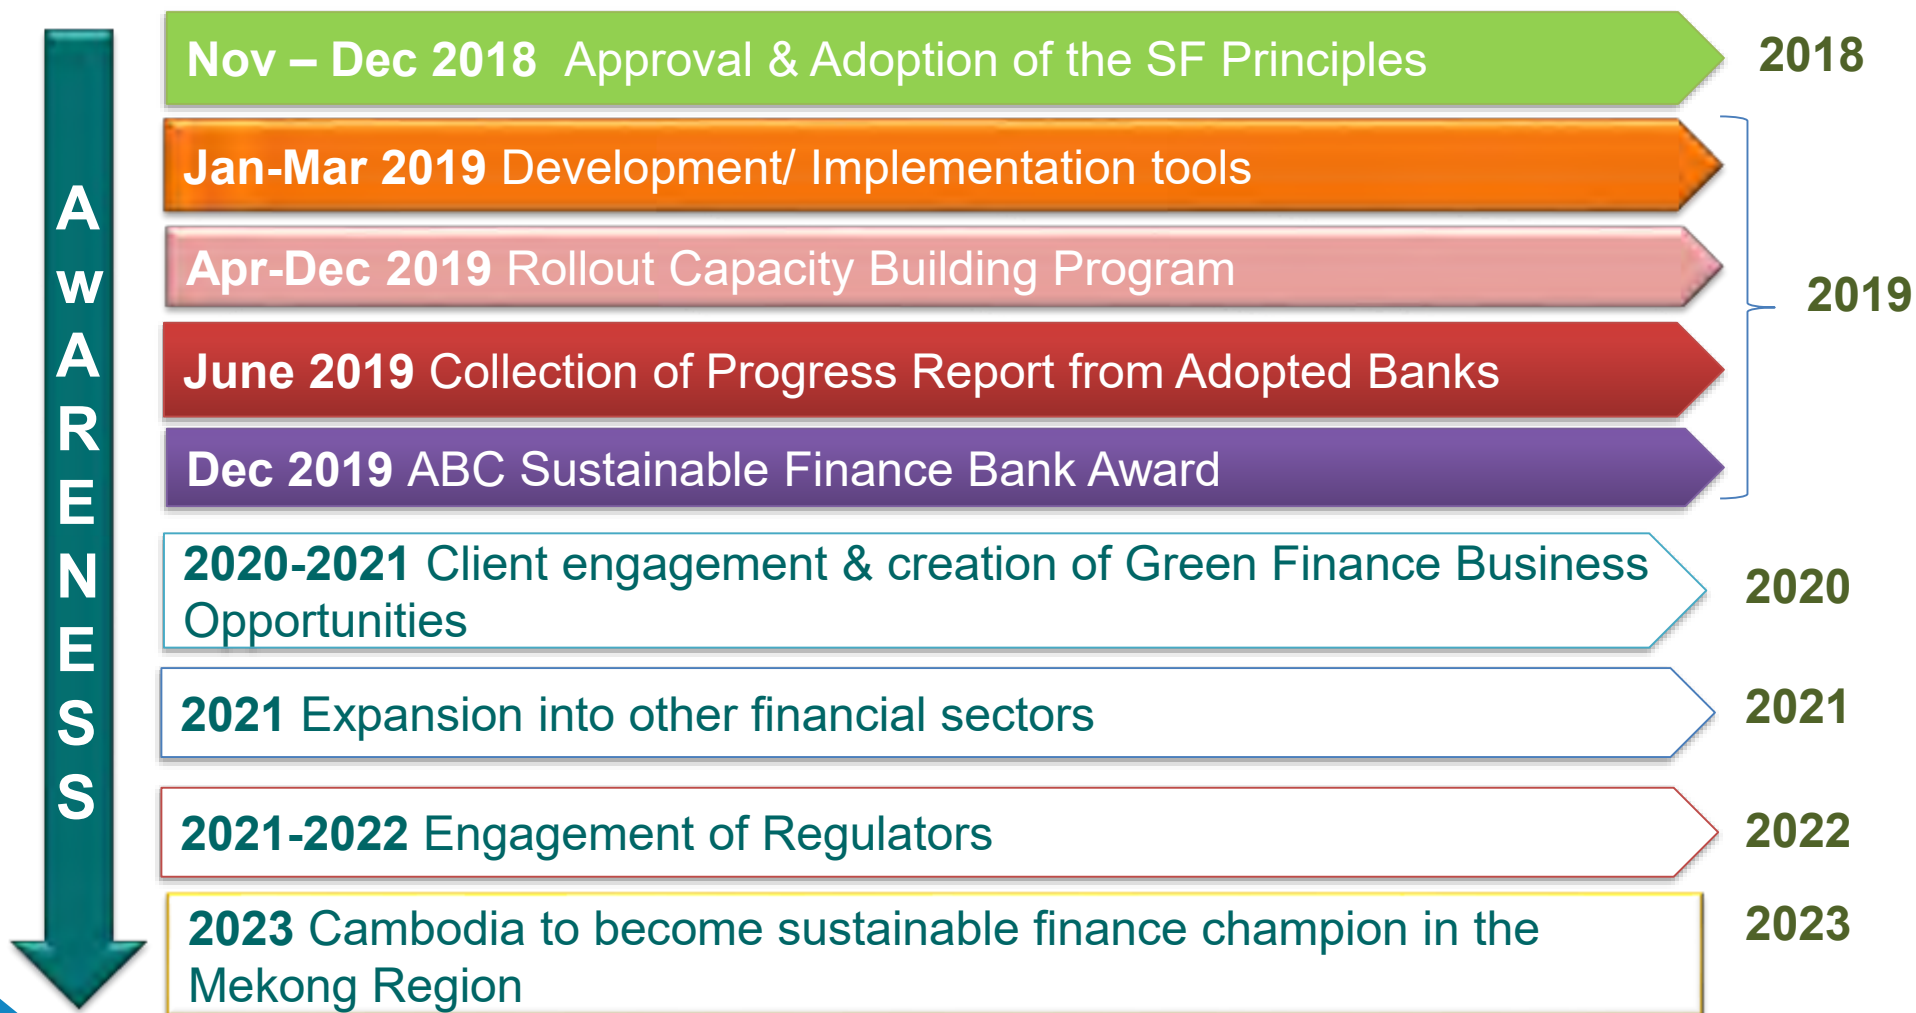 Nov – Dec 2018 Approval & Adoption of the SF Principles
2018
Jan-Mar 2019 Development/ Implementation tools
Apr-Dec 2019 Rollout Capacity Building Program
2019
June 2019 Collection of Progress Report from Adopted Banks
Dec 2019 ABC Sustainable Finance Bank Award
2020-2021 Client engagement & creation of Green Finance Business
Opportunities
2020
2021 Expansion into other financial sectors
2021
2021-2022 Engagement of Regulators
2022
2023 Cambodia to become sustainable finance champion in the
Mekong Region
2023
AwARENESS